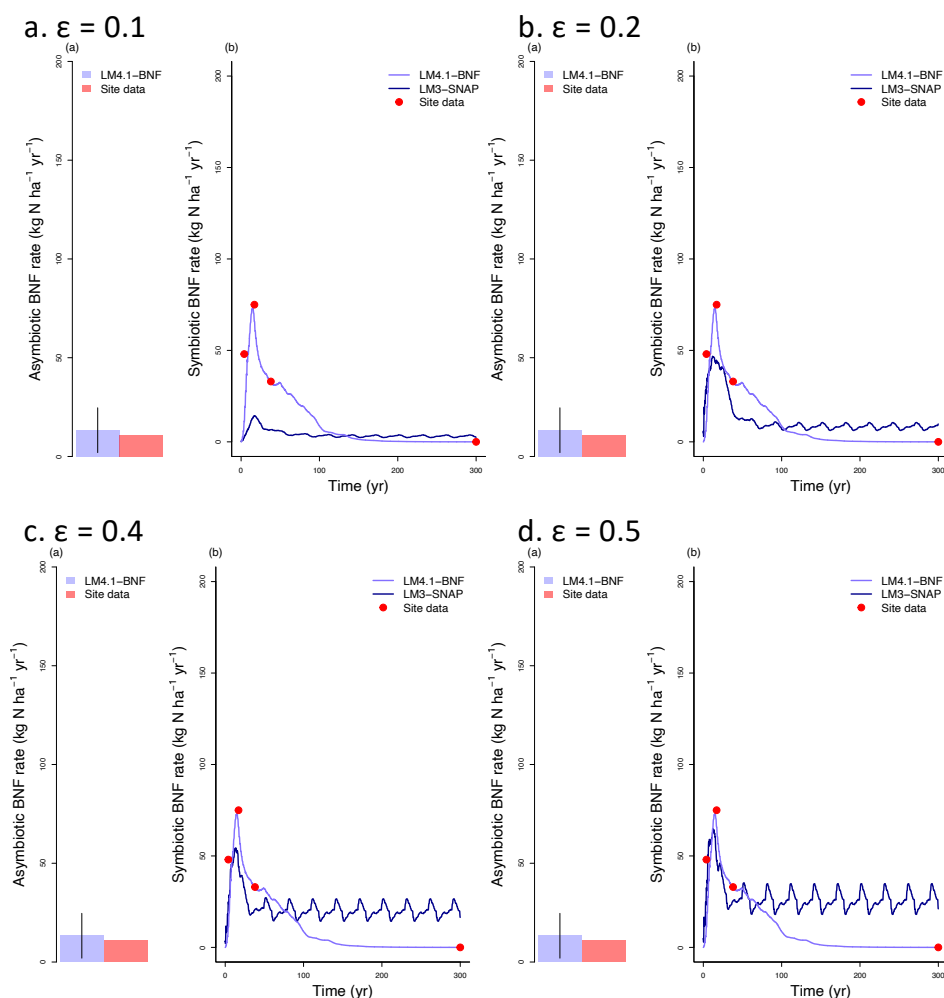 a. ε = 0.1
(a)
LM4.1−BNF
Site data
Asymbiotic BNF rate (kg N ha⁻¹ yr⁻¹)
0
50
100
150
200
(b)
LM4.1−BNF
LM3−SNAP
Site data
Symbiotic BNF rate (kg N ha⁻¹ yr⁻¹)
0
50
100
150
200
0
100
200
300
Time (yr)
b. ε = 0.2
(a)
LM4.1−BNF
Site data
Asymbiotic BNF rate (kg N ha⁻¹ yr⁻¹)
0
50
100
150
200
(b)
LM4.1−BNF
LM3−SNAP
Site data
Symbiotic BNF rate (kg N ha⁻¹ yr⁻¹)
0
50
100
150
200
0
100
200
300
Time (yr)
c. ε = 0.4
(a)
LM4.1−BNF
Site data
Asymbiotic BNF rate (kg N ha⁻¹ yr⁻¹)
0
50
100
150
200
(b)
LM4.1−BNF
LM3−SNAP
Site data
Symbiotic BNF rate (kg N ha⁻¹ yr⁻¹)
0
50
100
150
200
0
100
200
300
Time (yr)
d. ε = 0.5
(a)
LM4.1−BNF
Site data
Asymbiotic BNF rate (kg N ha⁻¹ yr⁻¹)
0
50
100
150
200
(b)
LM4.1−BNF
LM3−SNAP
Site data
Symbiotic BNF rate (kg N ha⁻¹ yr⁻¹)
0
50
100
150
200
0
100
200
300
Time (yr)